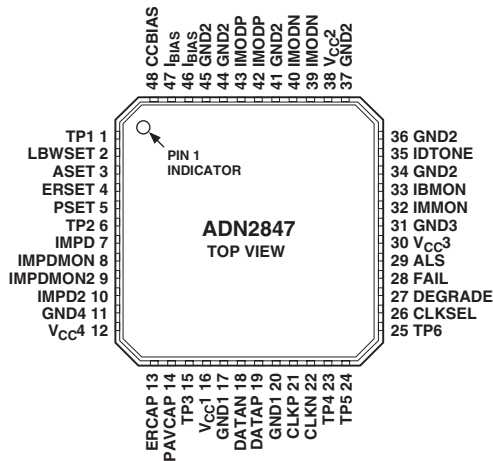 48 CCBIAS
47 IBIAS
46 IBIAS
45 GND2
44 GND2
43 IMODP
42 IMODP
41 GND2
40 IMODN
39 IMODN
38 VCC2
37 GND2
TP1 1
LBWSET 2
ASET 3
ERSET 4
PSET 5
TP2 6
IMPD 7
IMPDMON 8
IMPDMON2 9
IMPD2 10
GND4 11
VCC4 12
PIN 1
INDICATOR
ADN2847
TOP VIEW
36 GND2
35 IDTONE
34 GND2
33 IBMON
32 IMMON
31 GND3
30 VCC3
29 ALS
28 FAIL
27 DEGRADE
26 CLKSEL
25 TP6
ERCAP 13
PAVCAP 14
TP3 15
VCC1 16
GND1 17
DATAN 18
DATAP 19
GND1 20
CLKP 21
CLKN 22
TP4 23
TP5 24